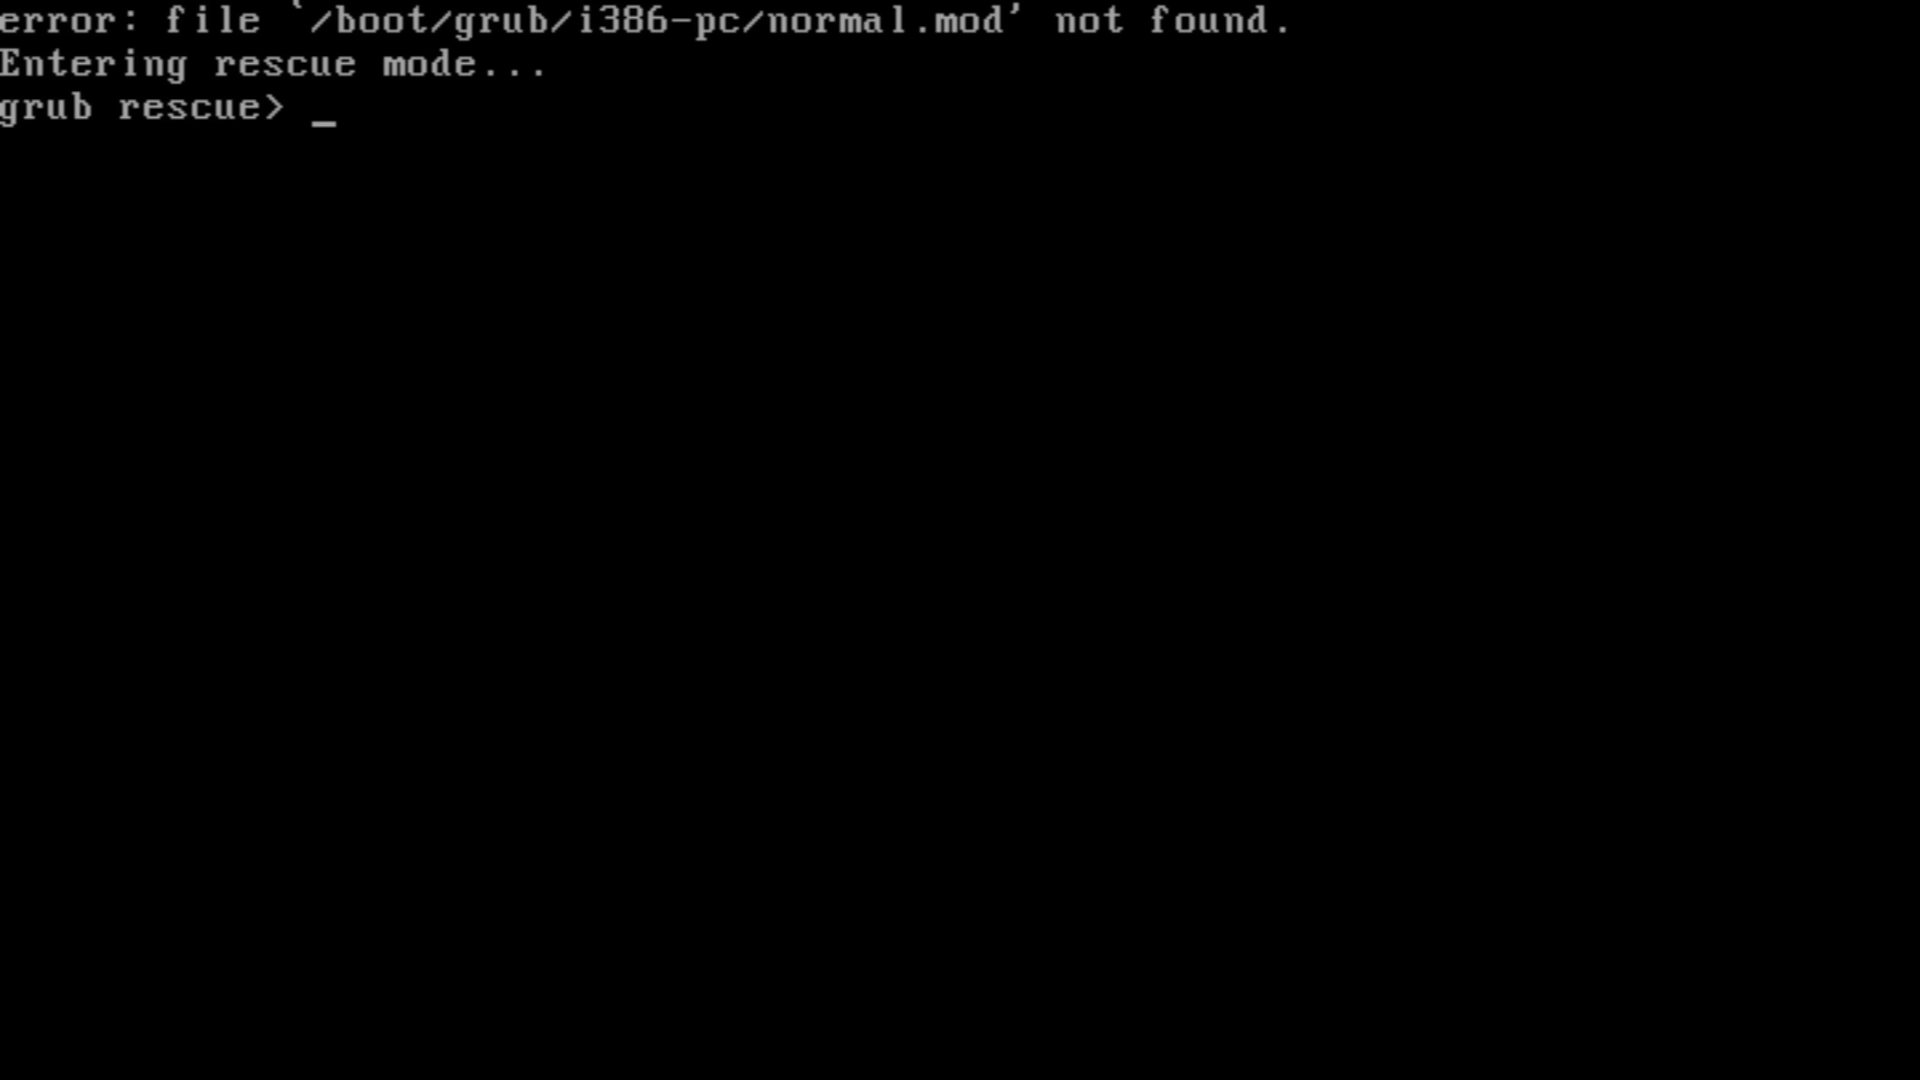 error: file `/boot/grub/i386-pc/normal.mod' not found.
Entering rescue mode...
grub rescue> _